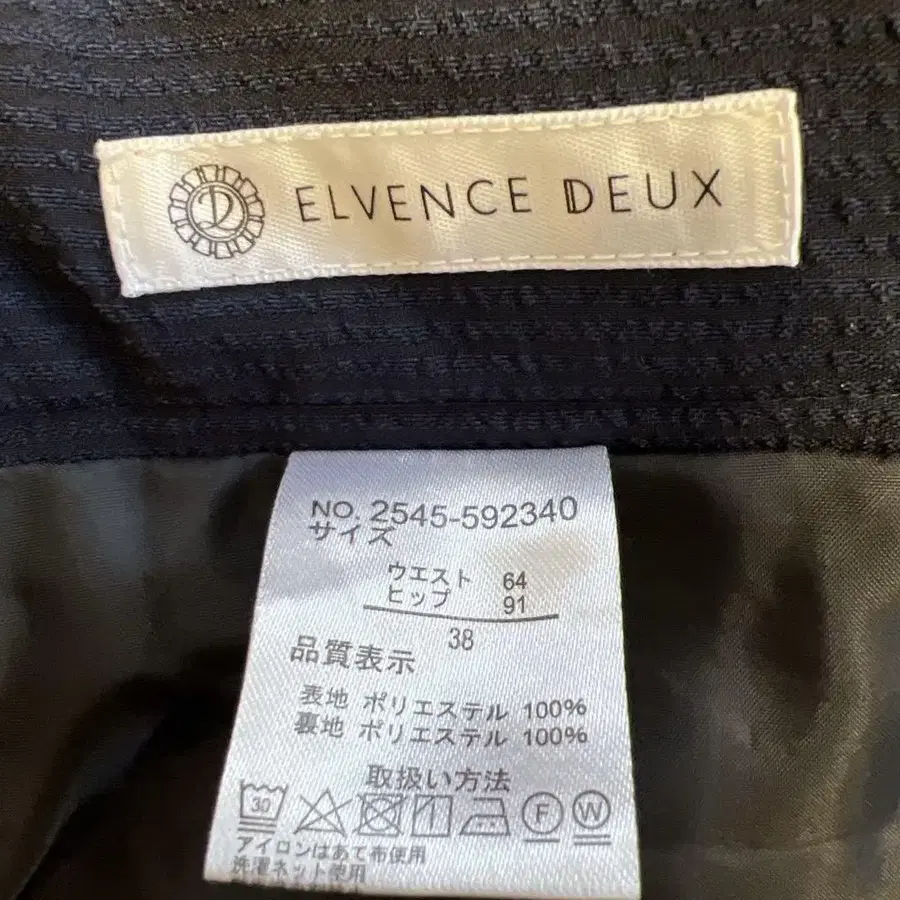 ELVENCE DEUX
NO. 2545-592340
サイズ
ウエスト 64
ヒップ 91
38
品質表示
表地 ポリエステル 100%
裏地 ポリエステル 100%
取扱い方法
30 F W
アイロンはあて布使用
洗濯ネット使用